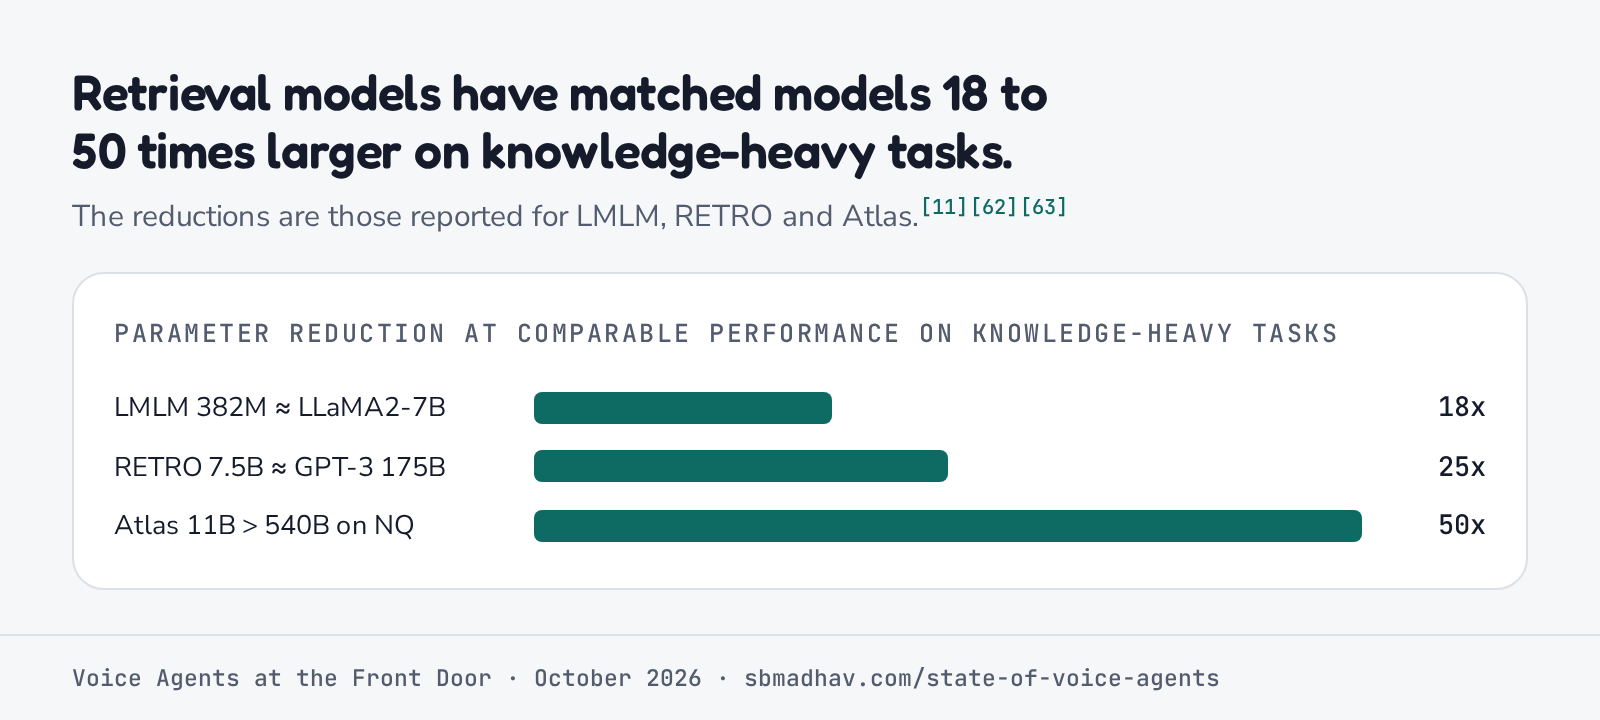 Retrieval models have matched models 18 to
50 times larger on knowledge-heavy tasks.
The reductions are those reported for LMLM, RETRO and Atlas.[11][62][63]
PARAMETER REDUCTION AT COMPARABLE PERFORMANCE ON KNOWLEDGE-HEAVY TASKS
LMLM 382M ≈ LLaMA2-7B 18x
RETRO 7.5B ≈ GPT-3 175B 25x
Atlas 11B > 540B on NQ 50x
Voice Agents at the Front Door · October 2026 · sbmadhav.com/state-of-voice-agents